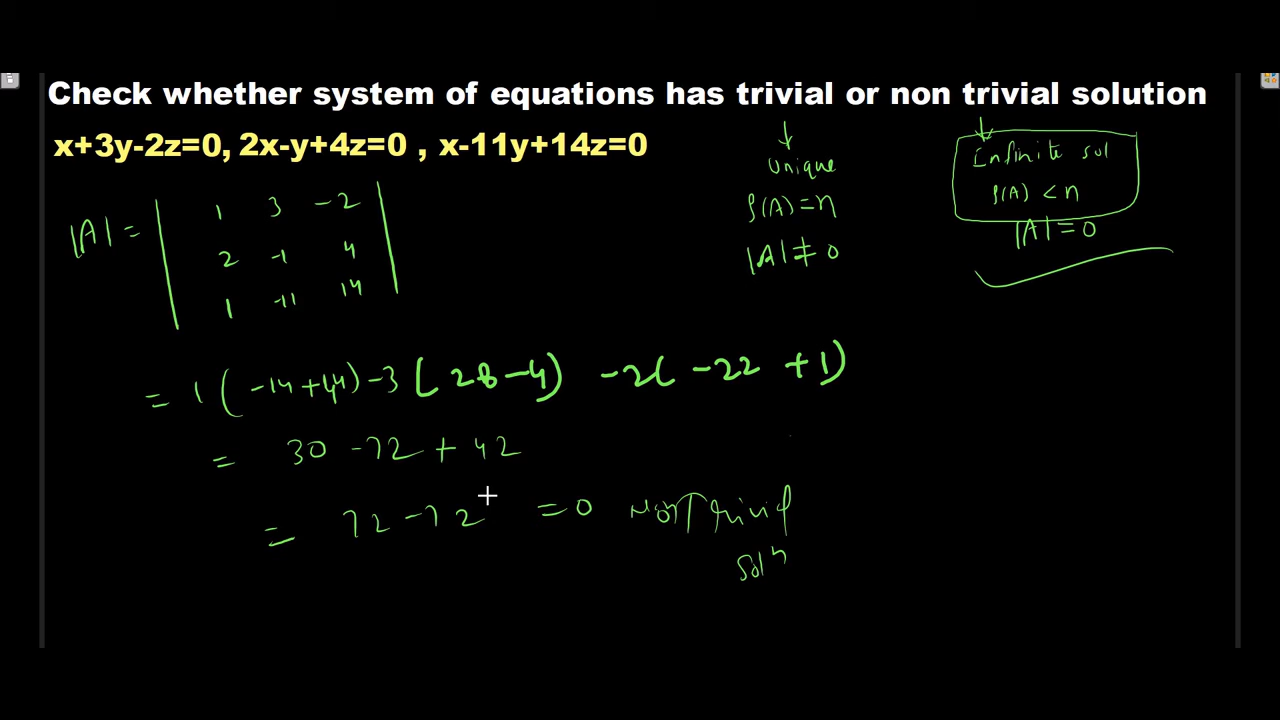 Check whether system of equations has trivial or non trivial solution
x+3y-2z=0, 2x-y+4z=0 , x-11y+14z=0
↓
Unique
ρ(A) = n
|A| ≠ 0
↓
Infinite sol
ρ(A) < n
|A| = 0
|A| =
1 3 -2
2 -1 4
1 -11 14
= 1 ( -14 +44) -3 ( 28 -4) -2( -22 +1)
= 30 -72 + 42
= 72 -72 = 0 Non trivial
sol